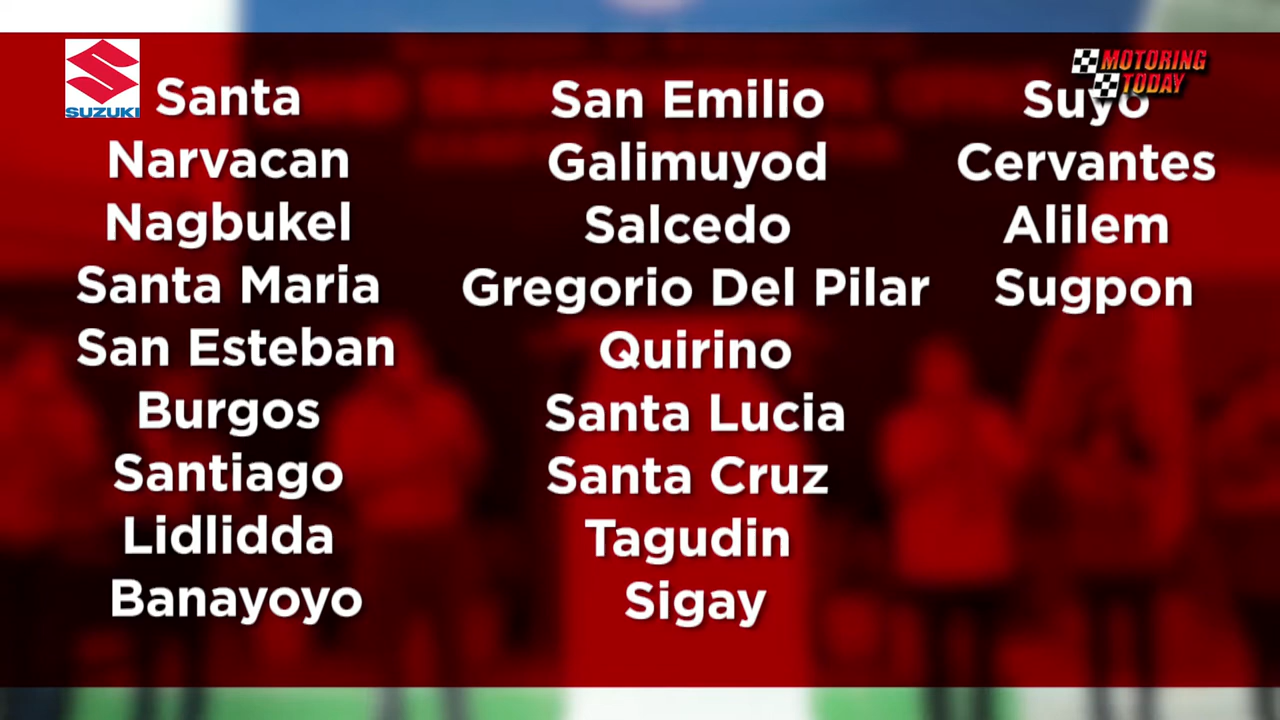 SUZUKI
MOTORING
TODAY
Santa
Narvacan
Nagbukel
Santa Maria
San Esteban
Burgos
Santiago
Lidlidda
Banayoyo
San Emilio
Galimuyod
Salcedo
Gregorio Del Pilar
Quirino
Santa Lucia
Santa Cruz
Tagudin
Sigay
Suyo
Cervantes
Alilem
Sugpon